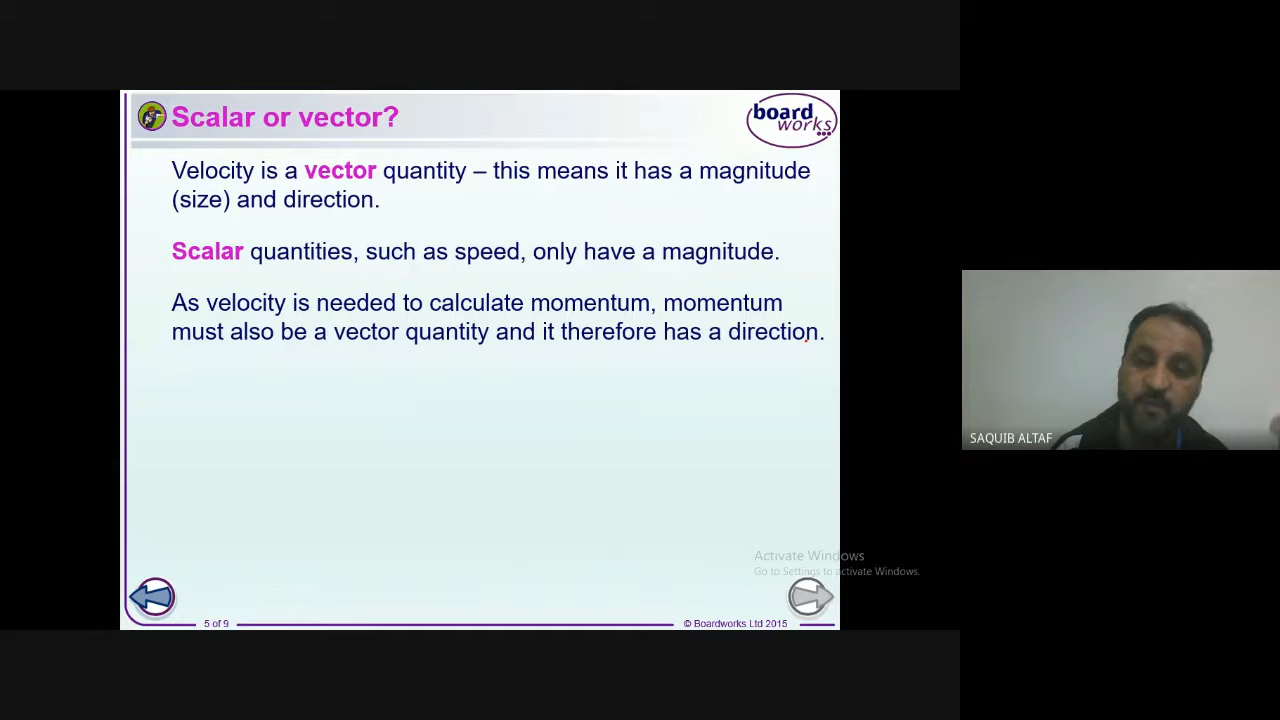 Scalar or vector?
board
works
Velocity is a vector quantity – this means it has a magnitude
(size) and direction.
Scalar quantities, such as speed, only have a magnitude.
As velocity is needed to calculate momentum, momentum
must also be a vector quantity and it therefore has a direction.
SAQUIB ALTAF
Activate Windows
Go to Settings to activate Windows.
5 of 9
© Boardworks Ltd 2015